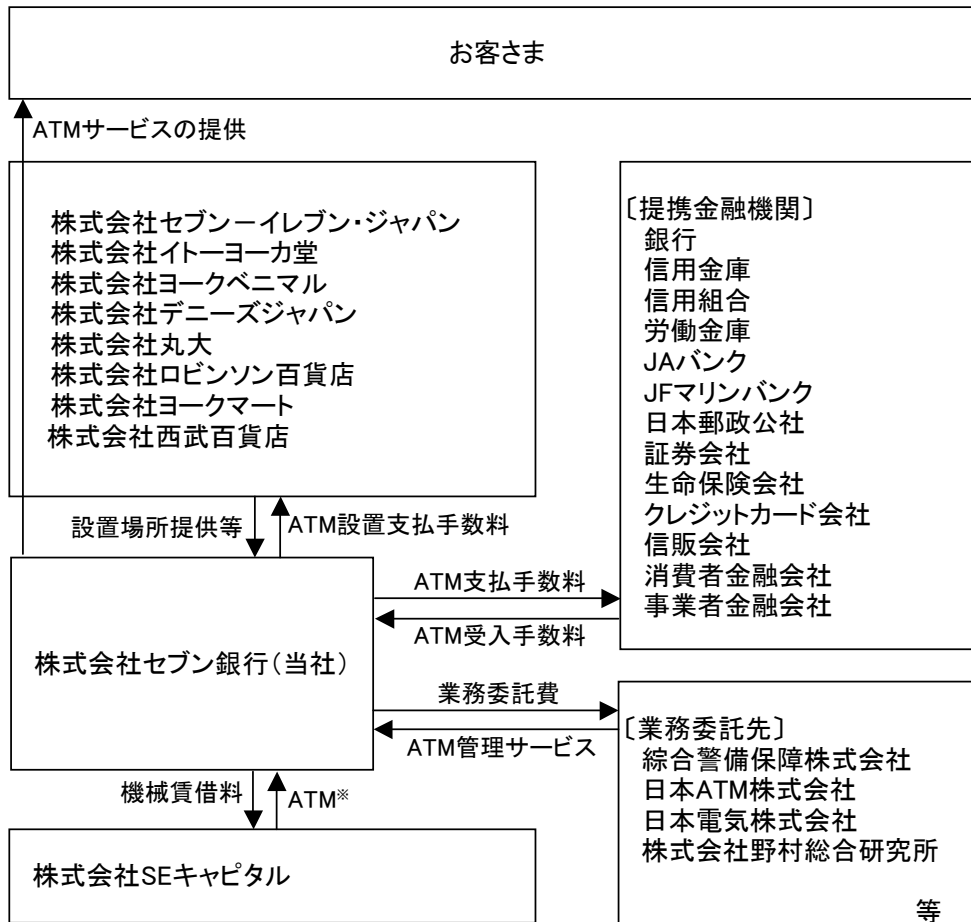 お客さま
ATMサービスの提供
株式会社セブン－イレブン・ジャパン
株式会社イトーヨーカ堂
株式会社ヨークベニマル
株式会社デニーズジャパン
株式会社丸大
株式会社ロビンソン百貨店
株式会社ヨークマート
株式会社西武百貨店
〔提携金融機関〕
銀行
信用金庫
信用組合
労働金庫
JAバンク
JFマリンバンク
日本郵政公社
証券会社
生命保険会社
クレジットカード会社
信販会社
消費者金融会社
事業者金融会社
設置場所提供等
ATM設置支払手数料
ATM支払手数料
ATM受入手数料
株式会社セブン銀行（当社）
業務委託費
ATM管理サービス
〔業務委託先〕
綜合警備保障株式会社
日本ATM株式会社
日本電気株式会社
株式会社野村総合研究所
等
機械賃借料
ATM※
株式会社SEキャピタル